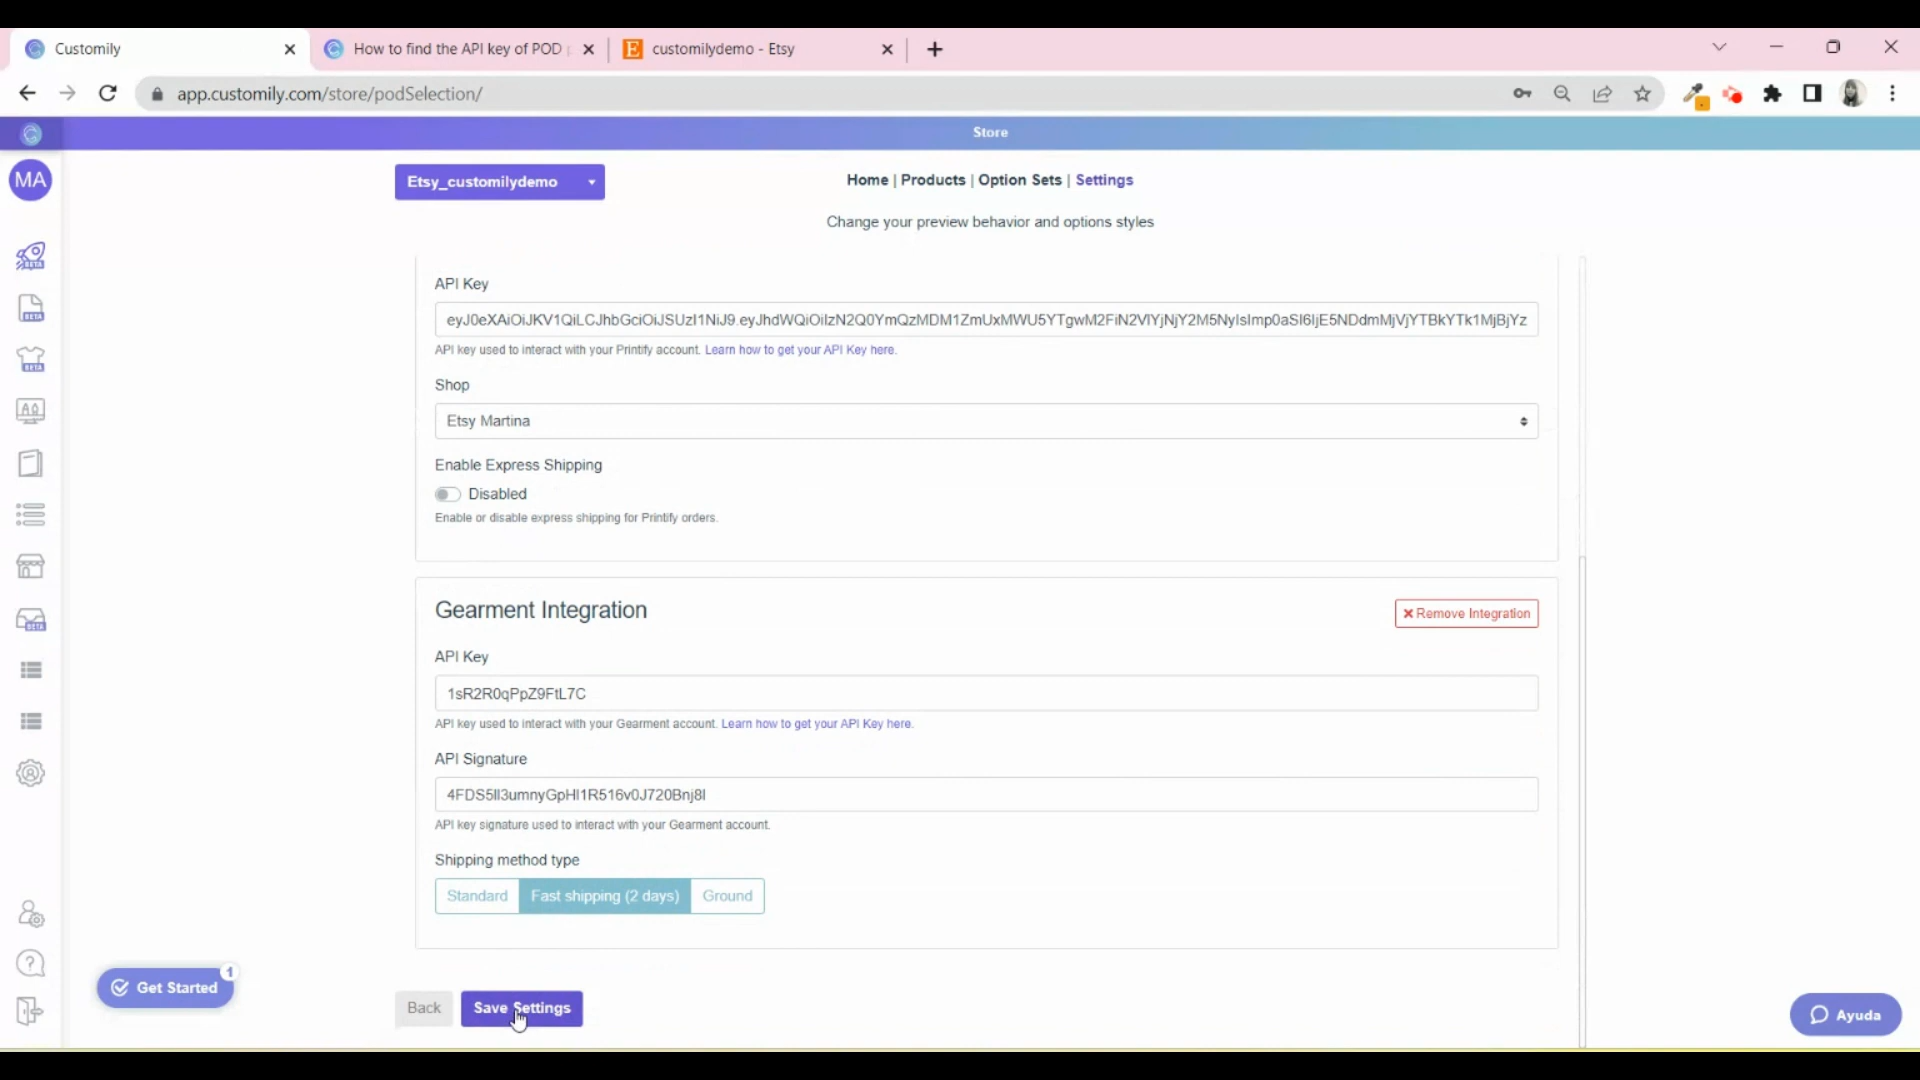 Customily
How to find the API key of POD
customilydemo - Etsy
app.customily.com/store/podSelection/
Store
MA
Etsy_customilydemo
Home | Products | Option Sets | Settings
Change your preview behavior and options styles
BETA
BETA
BETA
BETA
API Key
API key used to interact with your Printify account. Learn how to get your API Key here.
Shop
Etsy Martina
Enable Express Shipping
Disabled
Enable or disable express shipping for Printify orders.
Gearment Integration
Remove Integration
API Key
1sR2R0qPpZ9FtL7C
API key used to interact with your Gearment account. Learn how to get your API Key here.
API Signature
API key signature used to interact with your Gearment account.
Shipping method type
Standard
Fast shipping (2 days)
Ground
Get Started
1
Back
Save Settings
Ayuda